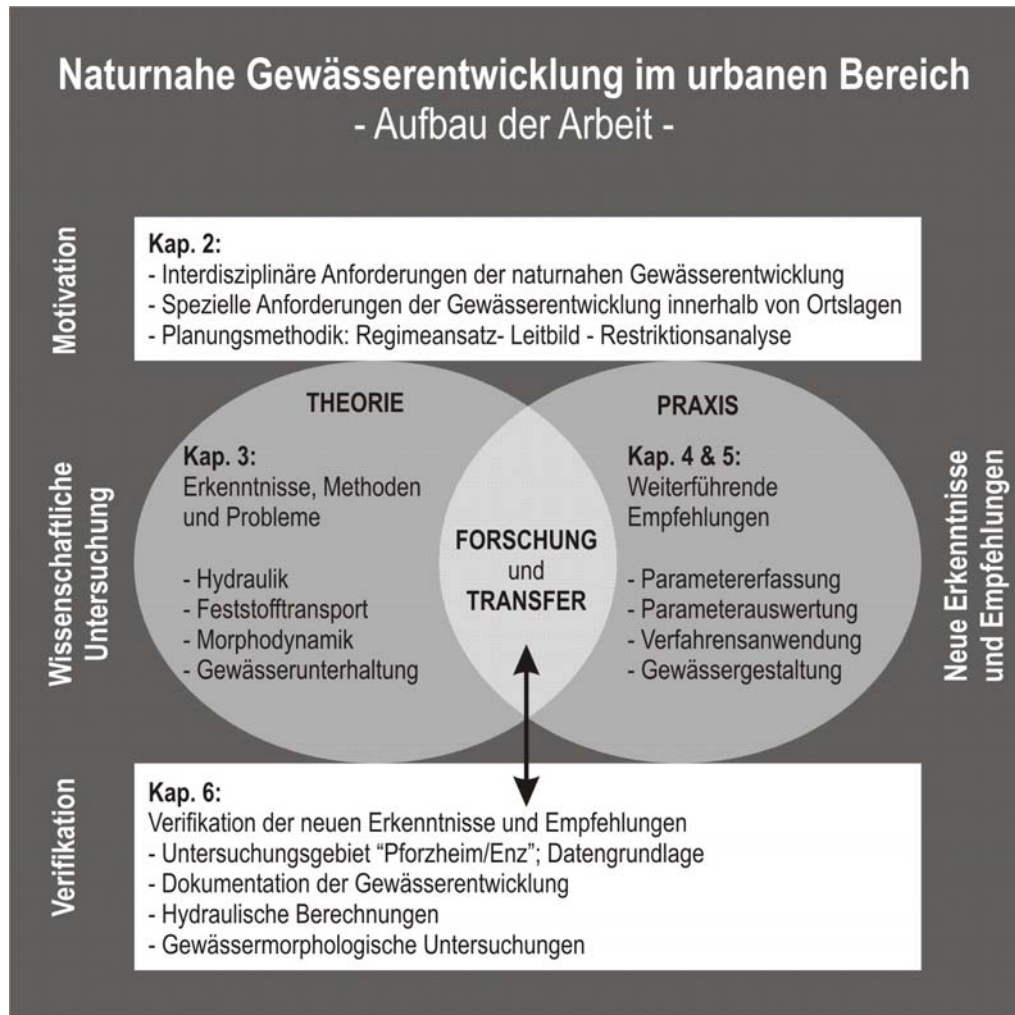 Naturnahe Gewässerentwicklung im urbanen Bereich
- Aufbau der Arbeit -
Motivation
Kap. 2:
- Interdisziplinäre Anforderungen der naturnahen Gewässerentwicklung
- Spezielle Anforderungen der Gewässerentwicklung innerhalb von Ortslagen
- Planungsmethodik: Regimeansatz- Leitbild - Restriktionsanalyse
Wissenschaftliche
Untersuchung
THEORIE
Kap. 3:
Erkenntnisse, Methoden
und Probleme
- Hydraulik
- Feststofftransport
- Morphodynamik
- Gewässerunterhaltung
FORSCHUNG
und
TRANSFER
PRAXIS
Kap. 4 & 5:
Weiterführende
Empfehlungen
- Parametererfassung
- Parameterauswertung
- Verfahrensanwendung
- Gewässergestaltung
Neue Erkenntnisse
und Empfehlungen
Verifikation
Kap. 6:
Verifikation der neuen Erkenntnisse und Empfehlungen
- Untersuchungsgebiet “Pforzheim/Enz”; Datengrundlage
- Dokumentation der Gewässerentwicklung
- Hydraulische Berechnungen
- Gewässermorphologische Untersuchungen